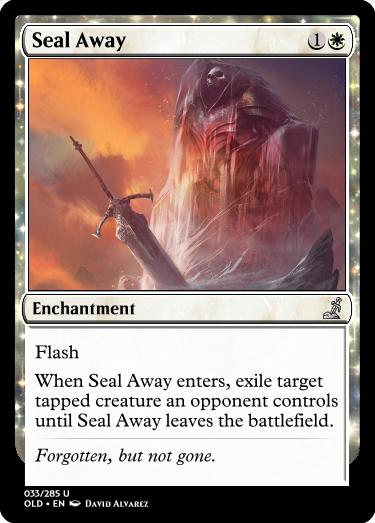 Seal Away 1
Enchantment
Flash
When Seal Away enters, exile target
tapped creature an opponent controls
until Seal Away leaves the battlefield.
Forgotten, but not gone.
033/285 U
OLD • EN David Alvarez